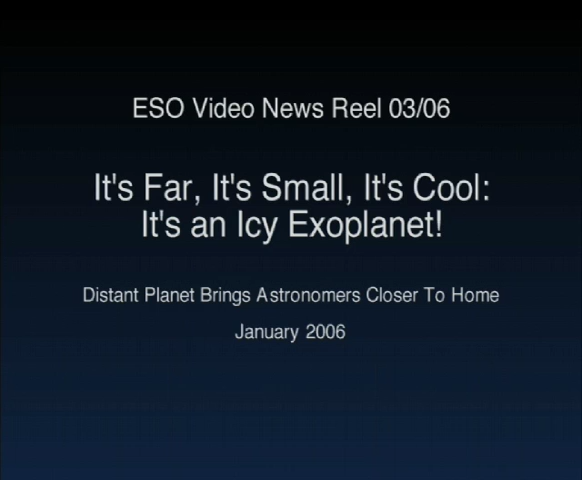 ESO Video News Reel 03/06
It's Far, It's Small, It's Cool:
It's an Icy Exoplanet!
Distant Planet Brings Astronomers Closer To Home
January 2006